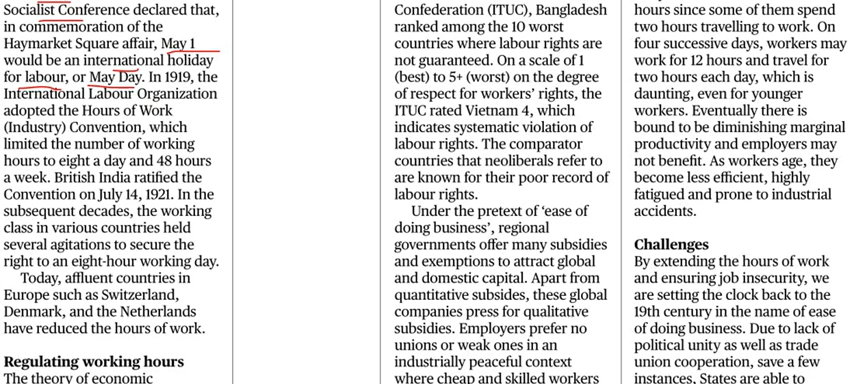 Socialist Conference declared that,
in commemoration of the
Haymarket Square affair, May 1
would be an international holiday
for labour, or May Day. In 1919, the
International Labour Organization
adopted the Hours of Work
(Industry) Convention, which
limited the number of working
hours to eight a day and 48 hours
a week. British India ratified the
Convention on July 14, 1921. In the
subsequent decades, the working
class in various countries held
several agitations to secure the
right to an eight-hour working day.
Today, affluent countries in
Europe such as Switzerland,
Denmark, and the Netherlands
have reduced the hours of work.
Regulating working hours
The theory of economic
Confederation (ITUC), Bangladesh
ranked among the 10 worst
countries where labour rights are
not guaranteed. On a scale of 1
(best) to 5+ (worst) on the degree
of respect for workers' rights, the
ITUC rated Vietnam 4, which
indicates systematic violation of
labour rights. The comparator
countries that neoliberals refer to
are known for their poor record of
labour rights.
Under the pretext of 'ease of
doing business', regional
governments offer many subsidies
and exemptions to attract global
and domestic capital. Apart from
quantitative subsides, these global
companies press for qualitative
subsidies. Employers prefer no
unions or weak ones in an
industrially peaceful context
where cheap and skilled workers
hours since some of them spend
two hours travelling to work. On
four successive days, workers may
work for 12 hours and travel for
two hours each day, which is
daunting, even for younger
workers. Eventually there is
bound to be diminishing marginal
productivity and employers may
not benefit. As workers age, they
become less efficient, highly
fatigued and prone to industrial
accidents.
Challenges
By extending the hours of work
and ensuring job insecurity, we
are setting the clock back to the
19th century in the name of ease
of doing business. Due to lack of
political unity as well as trade
union cooperation, save a few
instances, States are able to